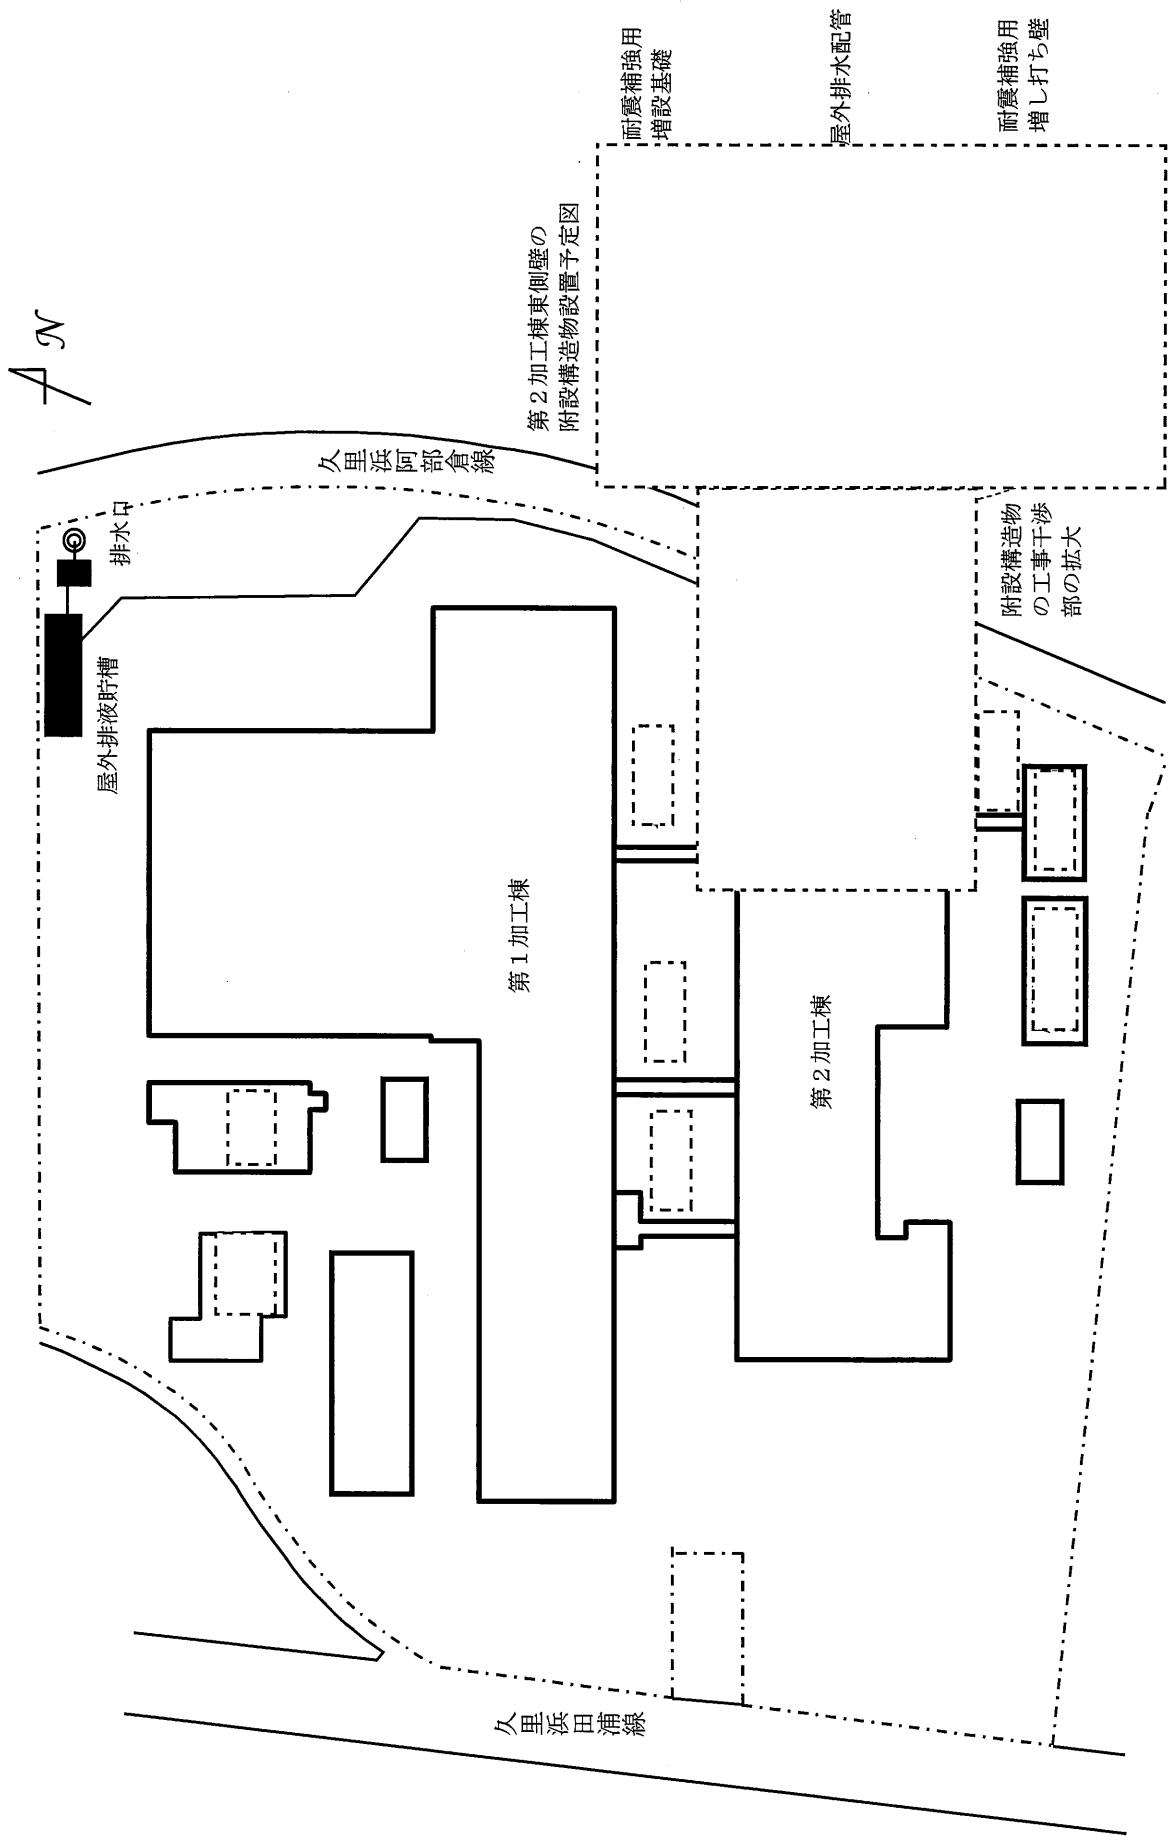 N
排水口
屋外排液貯槽
久里浜阿部倉線
第２加工棟東側壁の
附設構造物設置予定図
耐震補強用
増設基礎
屋外排水配管
耐震補強用
増し打ち壁
附設構造物
の工事干渉
部の拡大
第１加工棟
第２加工棟
久里浜田浦線